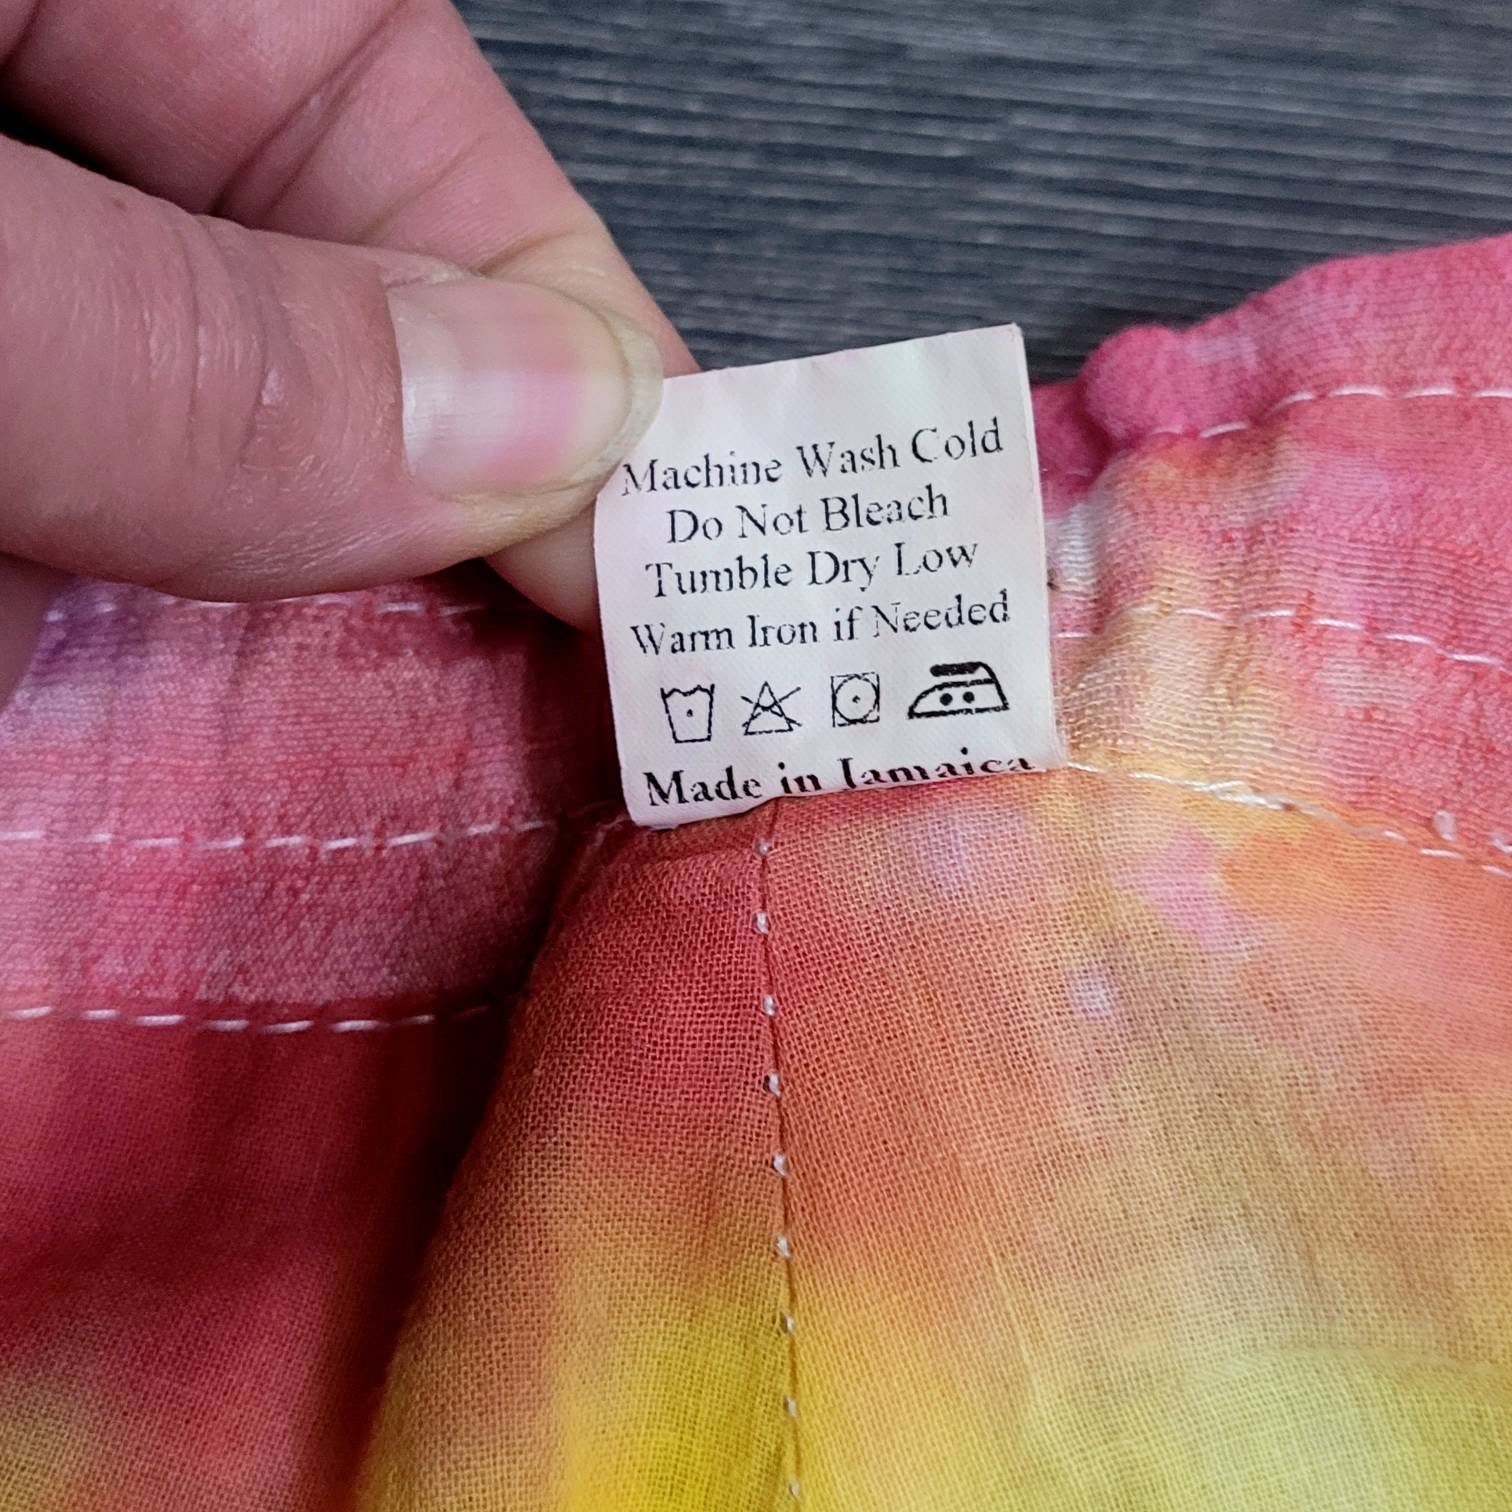 Machine Wash Cold
Do Not Bleach
Tumble Dry Low
Warm Iron if Needed
Made in Jamaica